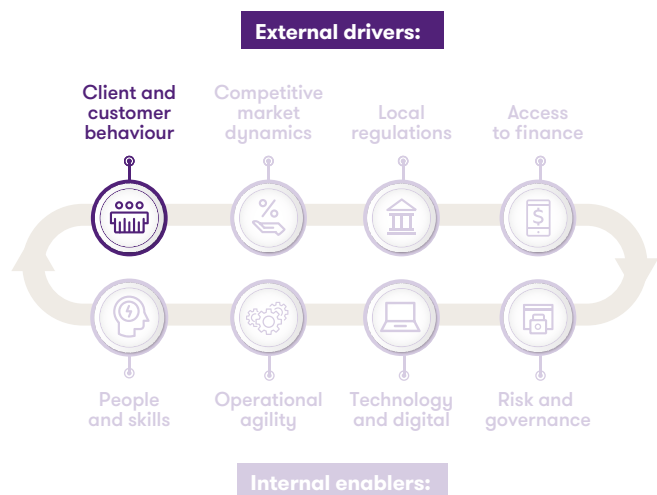 External drivers:
Client and
customer
behaviour
Competitive
market
dynamics
Local
regulations
Access
to finance
%
$
People
and skills
Operational
agility
Technology
and digital
Risk and
governance
Internal enablers: